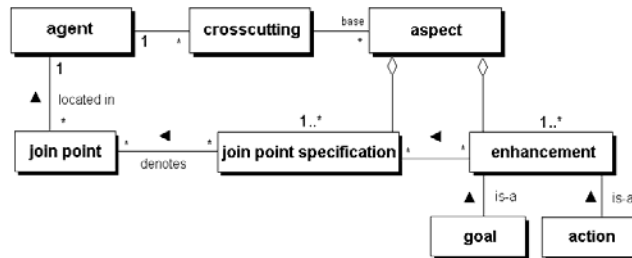 agent
crosscutting
base
aspect
1
*
*
1
▲
located in
*
1..*
1..*
◄
◄
join point
*
*
join point specification
*
*
enhancement
denotes
▲
is-a
▲
is-a
goal
action